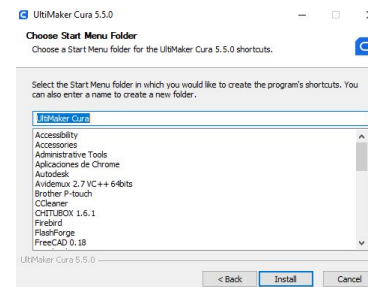 UltiMaker Cura 5.5.0
Choose Start Menu Folder
Choose a Start Menu folder for the UltiMaker Cura 5.5.0 shortcuts.
Select the Start Menu folder in which you would like to create the program's shortcuts. You
can also enter a name to create a new folder.
UltiMaker Cura
Accessibility
Accessories
Administrative Tools
Aplicaciones de Chrome
Autodesk
Avidemux 2.7 VC++ 64bits
Brother P-touch
CCleaner
CHITUBOX 1.6.1
Firebird
FlashForge
FreeCAD 0.18
UltiMaker Cura 5.5.0
< Back Install Cancel